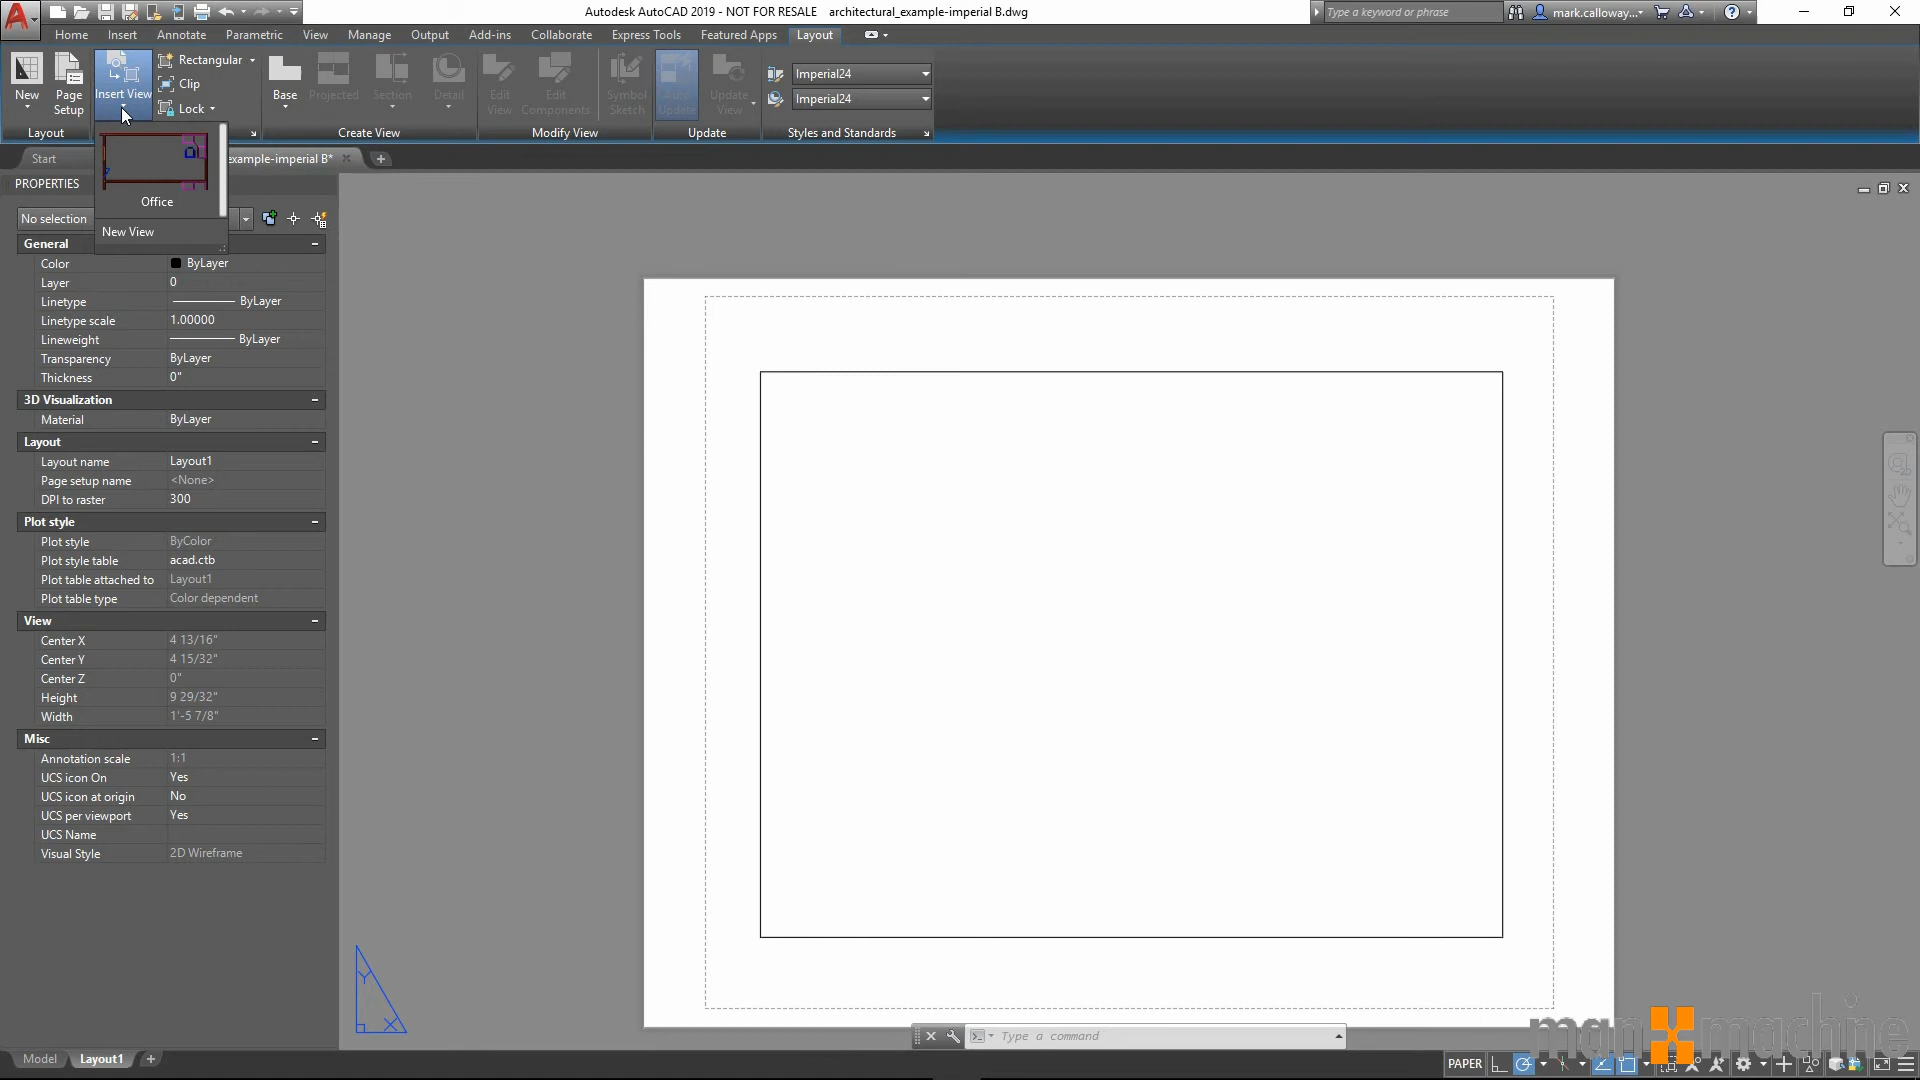 Autodesk AutoCAD 2019 - NOT FOR RESALE architectural_example-imperial B.dwg
Type a keyword or phrase
mark.calloway...
Home Insert Annotate Parametric View Manage Output Add-ins Collaborate Express Tools Featured Apps Layout
New
Page Setup
Insert View
Rectangular
Clip
Lock
Base
Projected
Section
Detail
Edit View
Edit Components
Symbol Sketch
Auto Update
Update View
Imperial24
Imperial24
Layout
Create View
Modify View
Update
Styles and Standards
Start
example-imperial B*
Office
New View
PROPERTIES
No selection
General
Color ByLayer
Layer 0
Linetype ByLayer
Linetype scale 1.00000
Lineweight ByLayer
Transparency ByLayer
Thickness 0"
3D Visualization
Material ByLayer
Layout
Layout name Layout1
Page setup name <None>
DPI to raster 300
Plot style
Plot style ByColor
Plot style table acad.ctb
Plot table attached to Layout1
Plot table type Color dependent
View
Center X 4 13/16"
Center Y 4 15/32"
Center Z 0"
Height 9 29/32"
Width 1'-5 7/8"
Misc
Annotation scale 1:1
UCS icon On Yes
UCS icon at origin No
UCS per viewport Yes
UCS Name
Visual Style 2D Wireframe
Y
X
Type a command
manxmachine
Model Layout1
PAPER